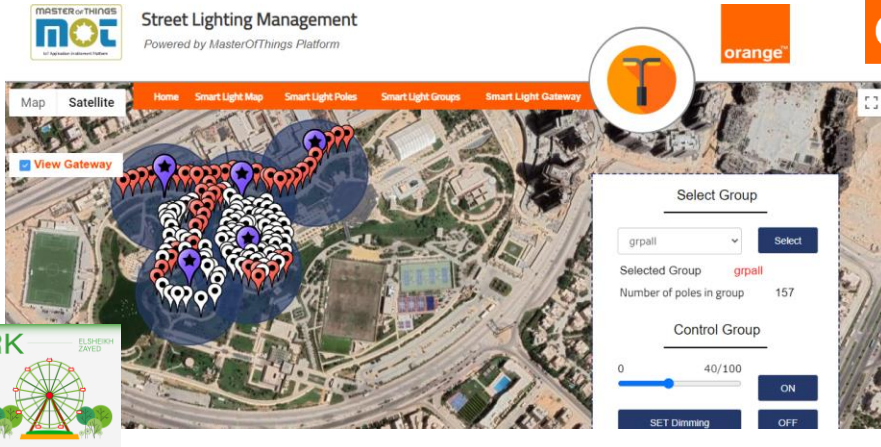 MASTER OF THINGS
MOT
IoT Application Enablement Platform
Street Lighting Management
Powered by MasterOfThings Platform
orange™
Map Satellite
Home Smart Light Map Smart Light Poles Smart Light Groups Smart Light Gateway
View Gateway
Select Group
grpall Select
Selected Group grpall
Number of poles in group 157
Control Group
0 40/100
ON
SET Dimming OFF
RK
ELSHEIKH
ZAYED